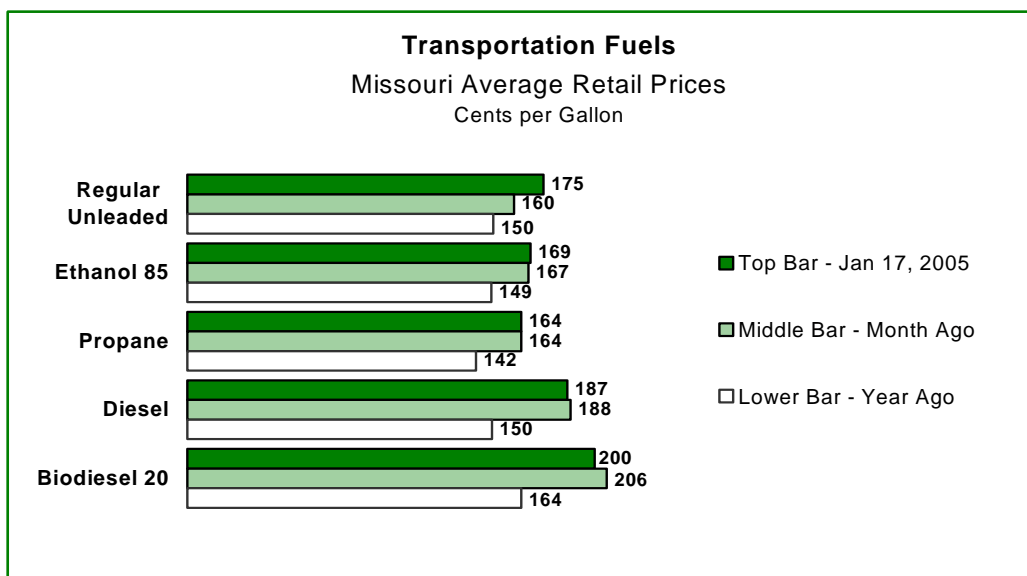 Transportation Fuels
Missouri Average Retail Prices
Cents per Gallon
Regular
Unleaded
175
160
150
Ethanol 85
169
167
149
Propane
164
164
142
Diesel
187
188
150
Biodiesel 20
200
206
164
Top Bar - Jan 17, 2005
Middle Bar - Month Ago
Lower Bar - Year Ago